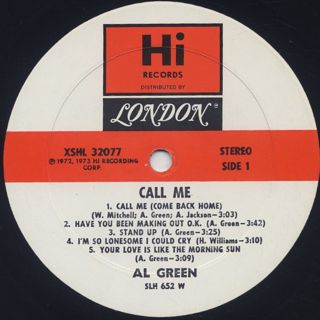 Hi
RECORDS
DISTRIBUTED BY
LONDON®
XSHL 32077
STEREO
℗ 1972, 1973 HI RECORDING
CORP.
SIDE 1
CALL ME
1. CALL ME (COME BACK HOME)
(W. Mitchell; A. Green; A. Jackson-3:03)
2. HAVE YOU BEEN MAKING OUT O.K. (A. Green-3:42)
3. STAND UP (A. Green-3:25)
4. I'M SO LONESOME I COULD CRY (H. Williams-3:10)
5. YOUR LOVE IS LIKE THE MORNING SUN
(A. Green-3:09)
AL GREEN
SLH 652 W